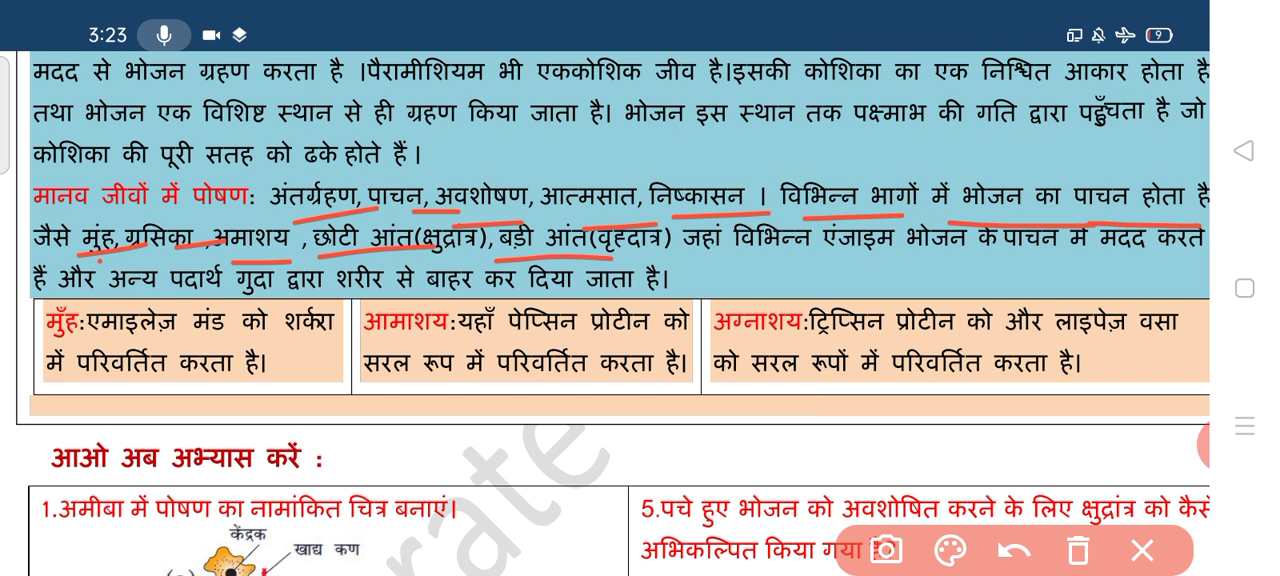 3:23
9
मदद से भोजन ग्रहण करता है ।पैरामीशियम भी एककोशिक जीव है।इसकी कोशिका का एक निश्चित आकार होता है
तथा भोजन एक विशिष्ट स्थान से ही ग्रहण किया जाता है। भोजन इस स्थान तक पक्ष्माभ की गति द्वारा पहुँचता है जो
कोशिका की पूरी सतह को ढके होते हैं ।
मानव जीवों में पोषण: अंतर्ग्रहण, पाचन, अवशोषण, आत्मसात, निष्कासन । विभिन्न भागों में भोजन का पाचन होता है
जैसे मुंह, ग्रसिका ,अमाशय , छोटी आंत(क्षुद्रांत्र), बड़ी आंत(वृहदांत्र) जहां विभिन्न एंजाइम भोजन के पाचन में मदद करते
हैं और अन्य पदार्थ गुदा द्वारा शरीर से बाहर कर दिया जाता है।
मुँह:एमाइलेज़ मंड को शर्करा
में परिवर्तित करता है।
आमाशय:यहाँ पेप्सिन प्रोटीन को
सरल रूप में परिवर्तित करता है।
अग्नाशय:ट्रिप्सिन प्रोटीन को और लाइपेज़ वसा
को सरल रूपों में परिवर्तित करता है।
rate
आओ अब अभ्यास करें :
1.अमीबा में पोषण का नामांकित चित्र बनाएं।
केंद्रक
खाद्य कण
5.पचे हुए भोजन को अवशोषित करने के लिए क्षुद्रांत्र को कैसे
अभिकल्पित किया गया है